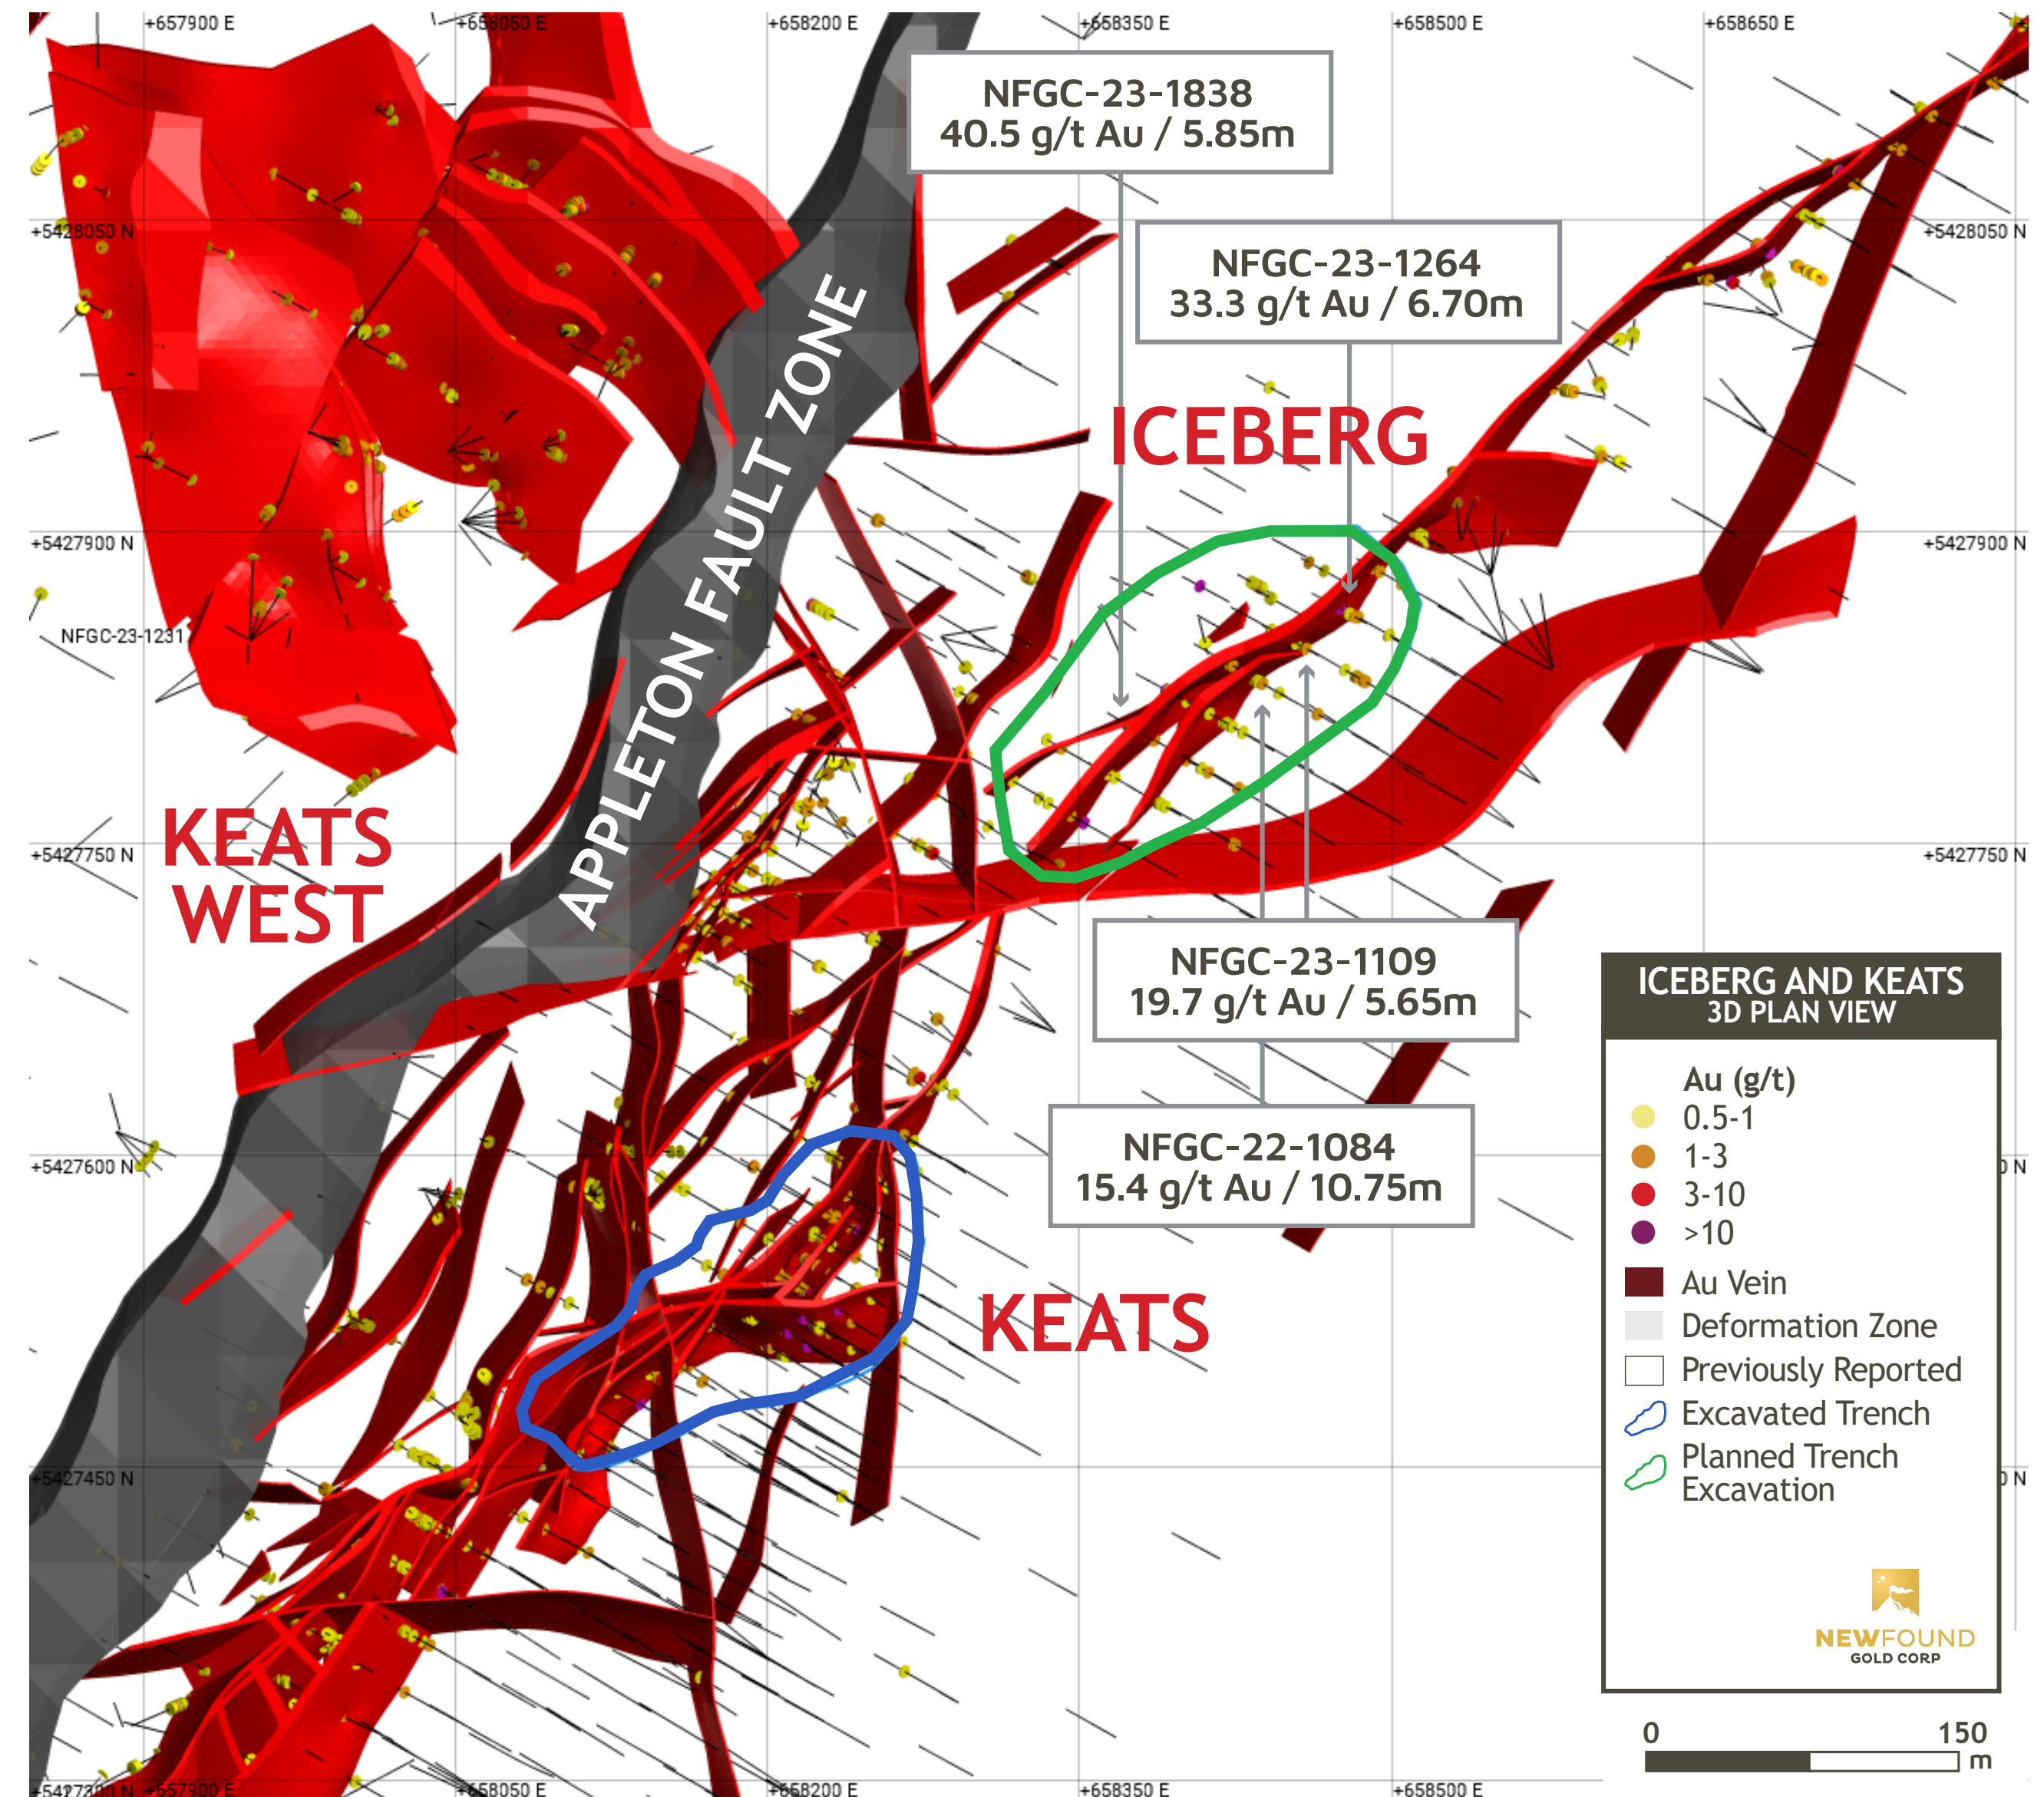 +657900 E
+658050 E
+658200 E
+658350 E
+658500 E
+658650 E
NFGC-23-1838
40.5 g/t Au / 5.85m
+5428050 N
+5428050 N
NFGC-23-1264
33.3 g/t Au / 6.70m
ICEBERG
APPLETON FAULT ZONE
+5427900 N
+5427900 N
NFGC-23-1231
KEATS
WEST
+5427750 N
+5427750 N
NFGC-23-1109
19.7 g/t Au / 5.65m
NFGC-22-1084
15.4 g/t Au / 10.75m
+5427600 N
0 N
KEATS
+5427450 N
0 N
ICEBERG AND KEATS
3D PLAN VIEW
Au (g/t)
0.5-1
1-3
3-10
>10
Au Vein
Deformation Zone
Previously Reported
Excavated Trench
Planned Trench
Excavation
NEWFOUND
GOLD CORP
0 150
m
+5427300 N
+657900 E
+658050 E
+658200 E
+658350 E
+658500 E